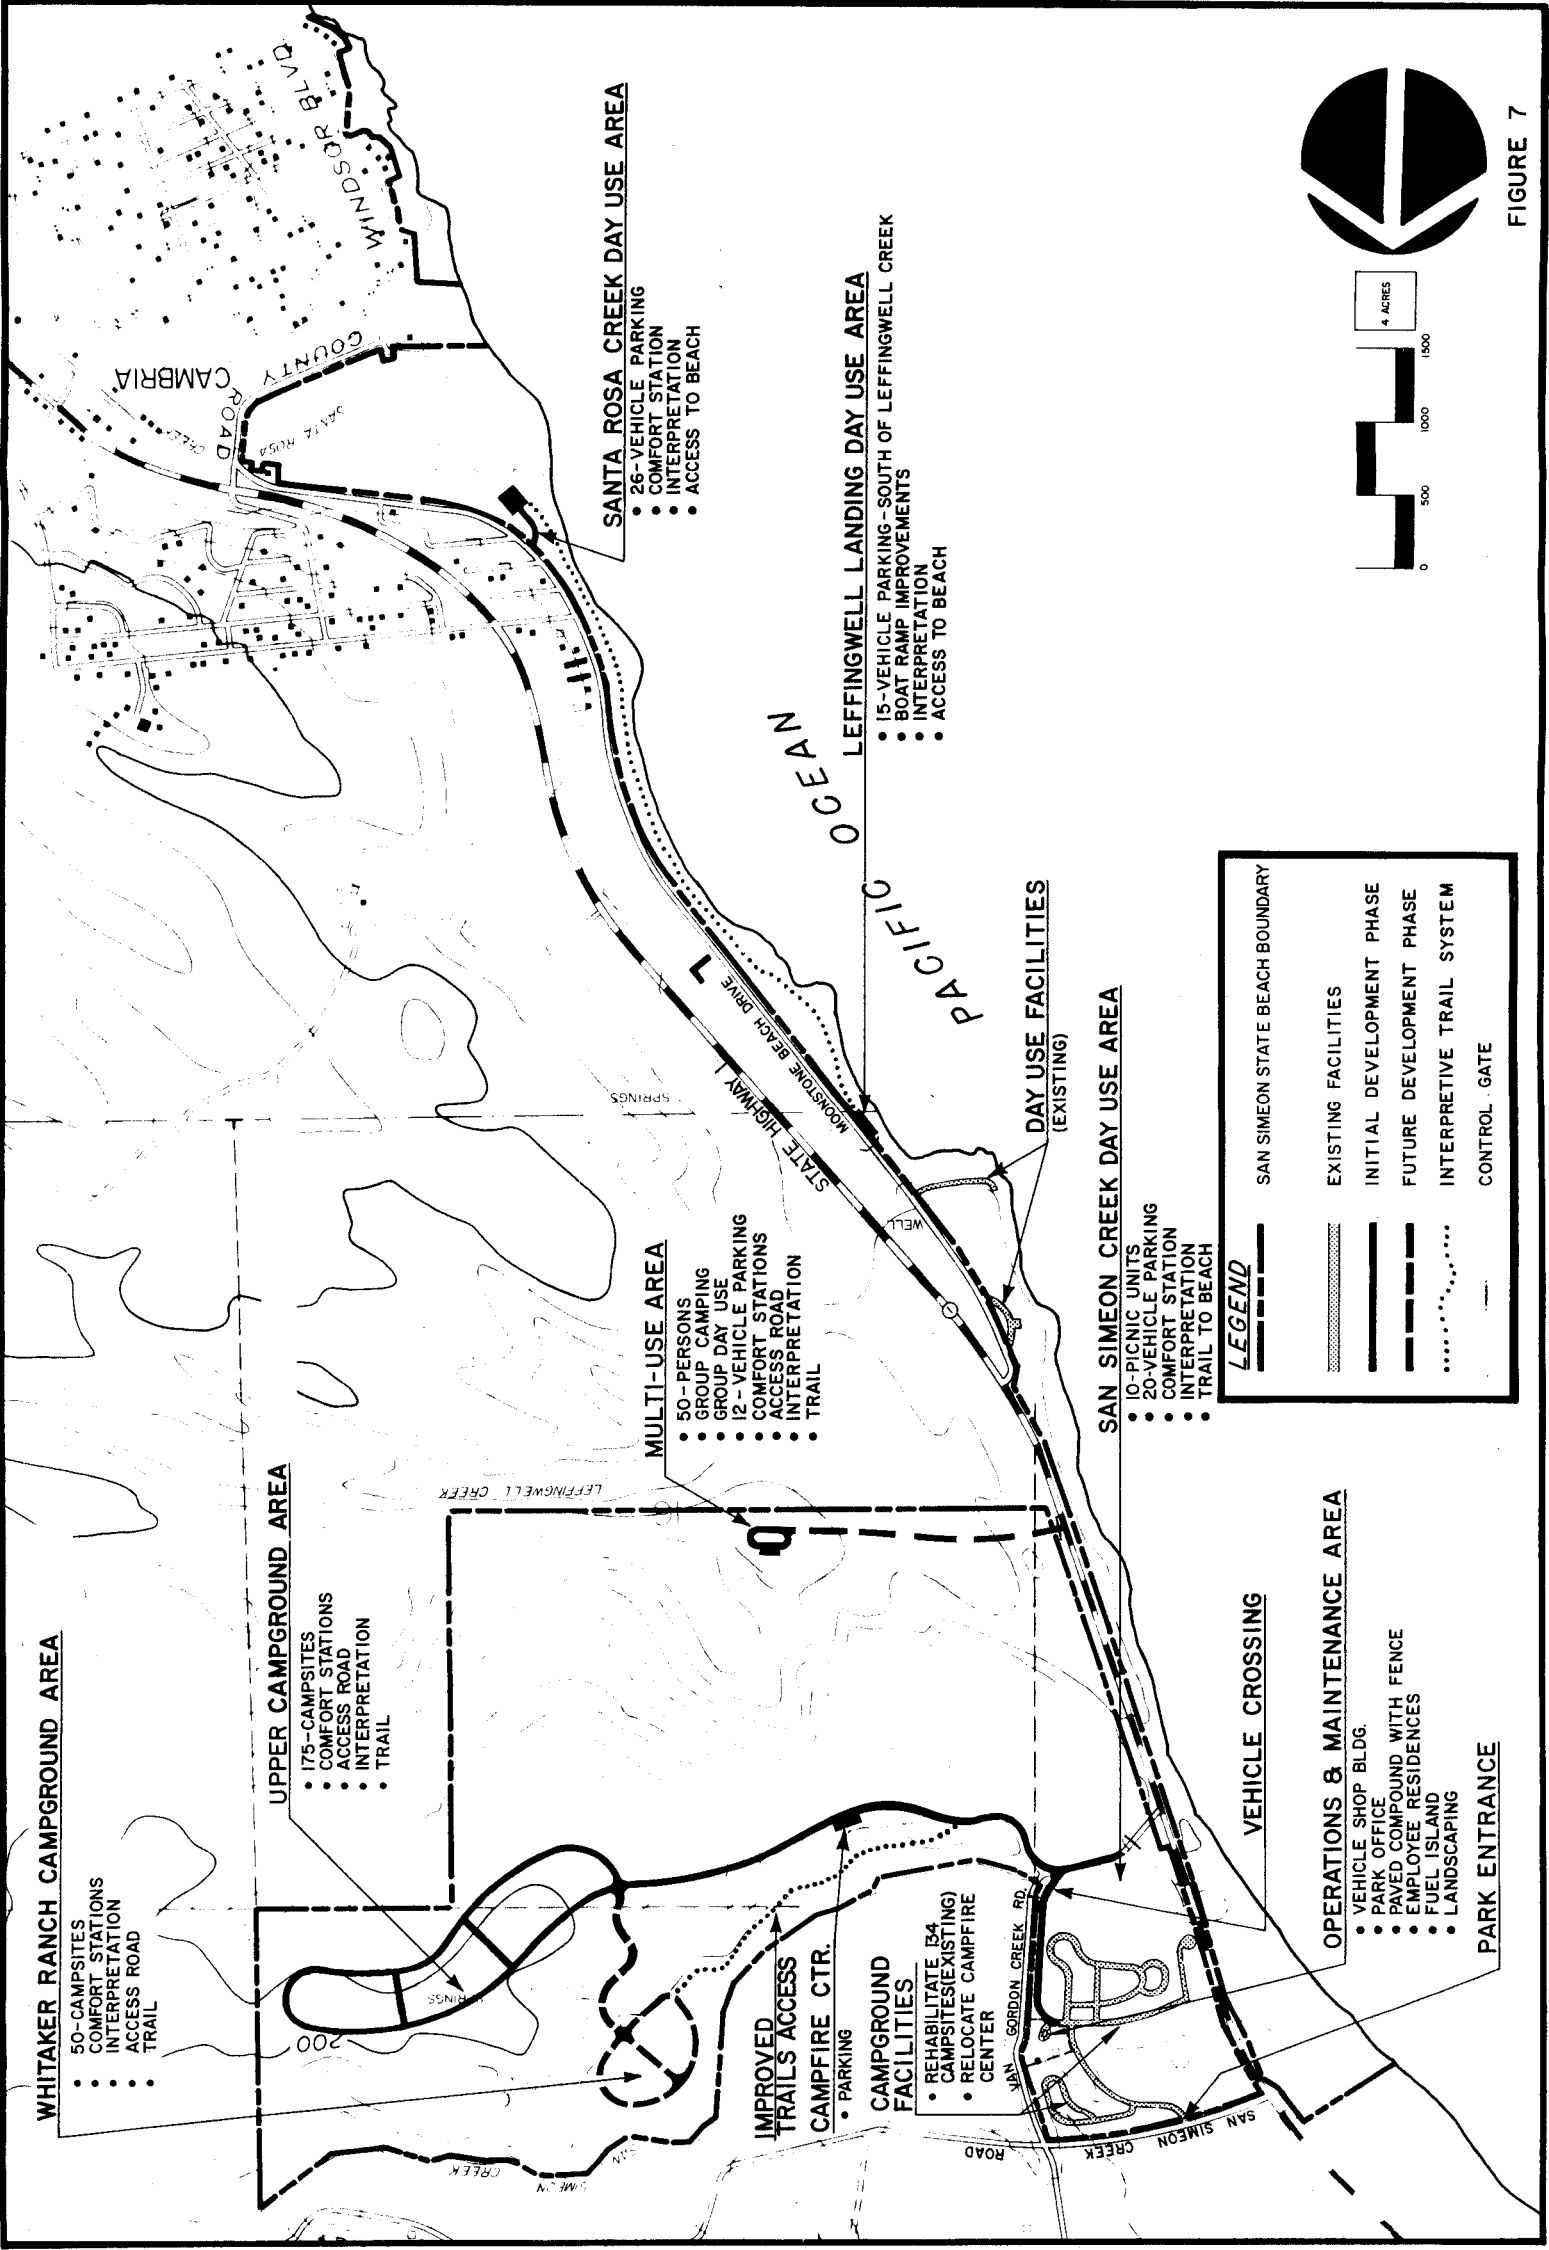 WHITAKER RANCH CAMPGROUND AREA
• 50-CAMPSITES
• COMFORT STATIONS
• INTERPRETATION
• ACCESS ROAD
• TRAIL
UPPER CAMPGROUND AREA
• 175-CAMPSITES
• COMFORT STATIONS
• ACCESS ROAD
• INTERPRETATION
• TRAIL
MULTI-USE AREA
• 50-PERSONS
• GROUP CAMPING
• GROUP DAY USE
• 12-VEHICLE PARKING
• COMFORT STATIONS
• ACCESS ROAD
• INTERPRETATION
• TRAIL
SANTA ROSA CREEK DAY USE AREA
• 26-VEHICLE PARKING
• COMFORT STATION
• INTERPRETATION
• ACCESS TO BEACH
LEFFINGWELL LANDING DAY USE AREA
• 15-VEHICLE PARKING-SOUTH OF LEFFINGWELL CREEK
• BOAT RAMP IMPROVEMENTS
• INTERPRETATION
• ACCESS TO BEACH
DAY USE FACILITIES
(EXISTING)
SAN SIMEON CREEK DAY USE AREA
• 10-PICNIC UNITS
• 20-VEHICLE PARKING
• COMFORT STATION
• INTERPRETATION
• TRAIL TO BEACH
IMPROVED
TRAILS ACCESS
CAMPFIRE CTR.
• PARKING
CAMPGROUND
FACILITIES
• REHABILITATE 134
CAMPSITES(EXISTING)
• RELOCATE CAMPFIRE
CENTER
VEHICLE CROSSING
OPERATIONS & MAINTENANCE AREA
• VEHICLE SHOP BLDG.
• PARK OFFICE
• PAVED COMPOUND WITH FENCE
• EMPLOYEE RESIDENCES
• FUEL ISLAND
• LANDSCAPING
PARK ENTRANCE
WINDSOR BLVD
CAMBRIA
COUNTY
ROAD
SANTA ROSA
CREEK
PACIFIC OCEAN
STATE HIGHWAY 1
MOONSTONE BEACH DRIVE
1
SPRINGS
WELL
LEFFINGWELL CREEK
16
SPRINGS
200
SAN
SIMEON
CREEK
VAN GORDON CREEK RD.
SAN SIMEON CREEK
ROAD
LEGEND
SAN SIMEON STATE BEACH BOUNDARY
EXISTING FACILITIES
INITIAL DEVELOPMENT PHASE
FUTURE DEVELOPMENT PHASE
INTERPRETIVE TRAIL SYSTEM
CONTROL GATE
0 500 1000 1500
4 ACRES
FIGURE 7